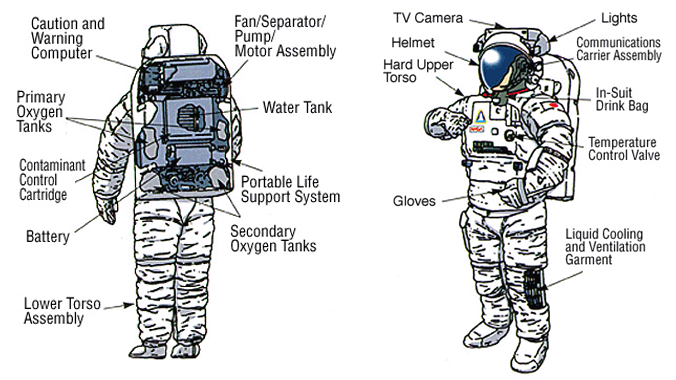 Caution and
Warning
Computer
Fan/Separator/
Pump/
Motor Assembly
Primary
Oxygen
Tanks
Water Tank
Contaminant
Control
Cartridge
Portable Life
Support System
Battery
Secondary
Oxygen Tanks
Lower Torso
Assembly
TV Camera
Lights
Helmet
Communications
Carrier Assembly
Hard Upper
Torso
In-Suit
Drink Bag
Temperature
Control Valve
Gloves
Liquid Cooling
and Ventilation
Garment